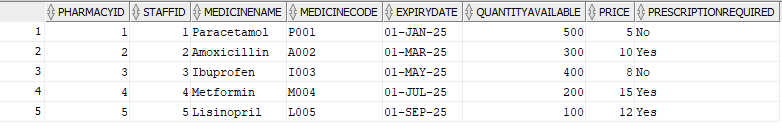 PHARMACYID STAFFID MEDICINENAME MEDICINECODE EXPIRYDATE QUANTITYAVAILABLE PRICE PRESCRIPTIONREQUIRED
1 1 1 Paracetamol P001 01-JAN-25 500 5 No
2 2 2 Amoxicillin A002 01-MAR-25 300 10 Yes
3 3 3 Ibuprofen I003 01-MAY-25 400 8 No
4 4 4 Metformin M004 01-JUL-25 200 15 Yes
5 5 5 Lisinopril L005 01-SEP-25 100 12 Yes